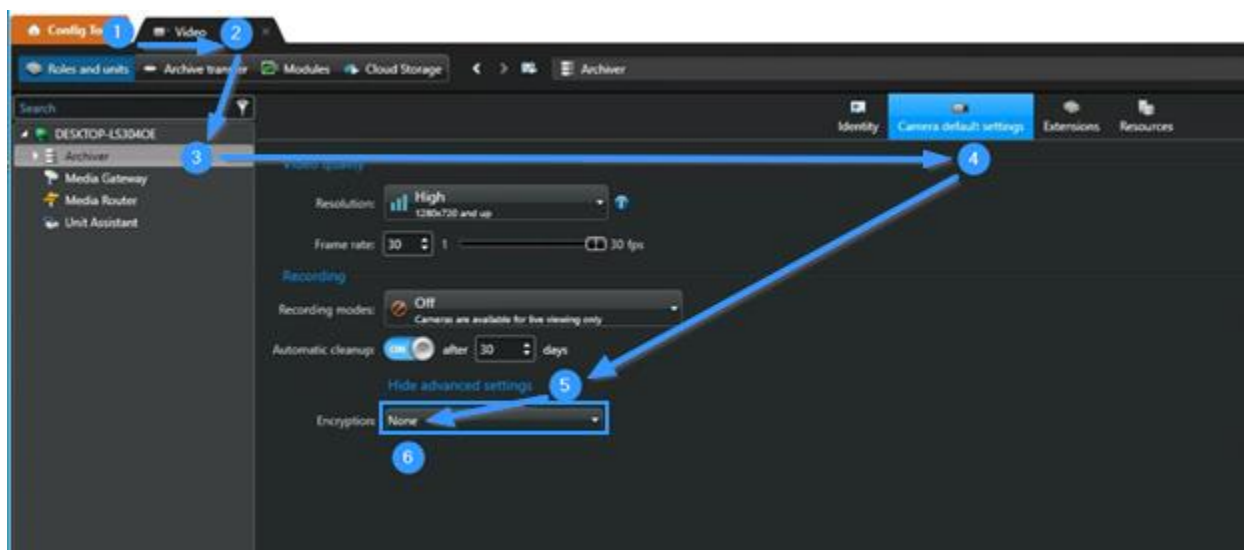 Config To 1 Video 2
Roles and units Archive transfer Modules Cloud Storage Archiver
Search
Identity Camera default settings Extensions Resources
DESKTOP-LS304OE
Archiver 3 4
Media Gateway
Media Router
Unit Assistant
Video quality
Resolution: High
1280x720 and up
Frame rate: 30 1 30 fps
Recording
Recording modes: Off
Cameras are available for live viewing only
Automatic cleanup: ON after 30 days
Hide advanced settings 5
Encryption: None
6